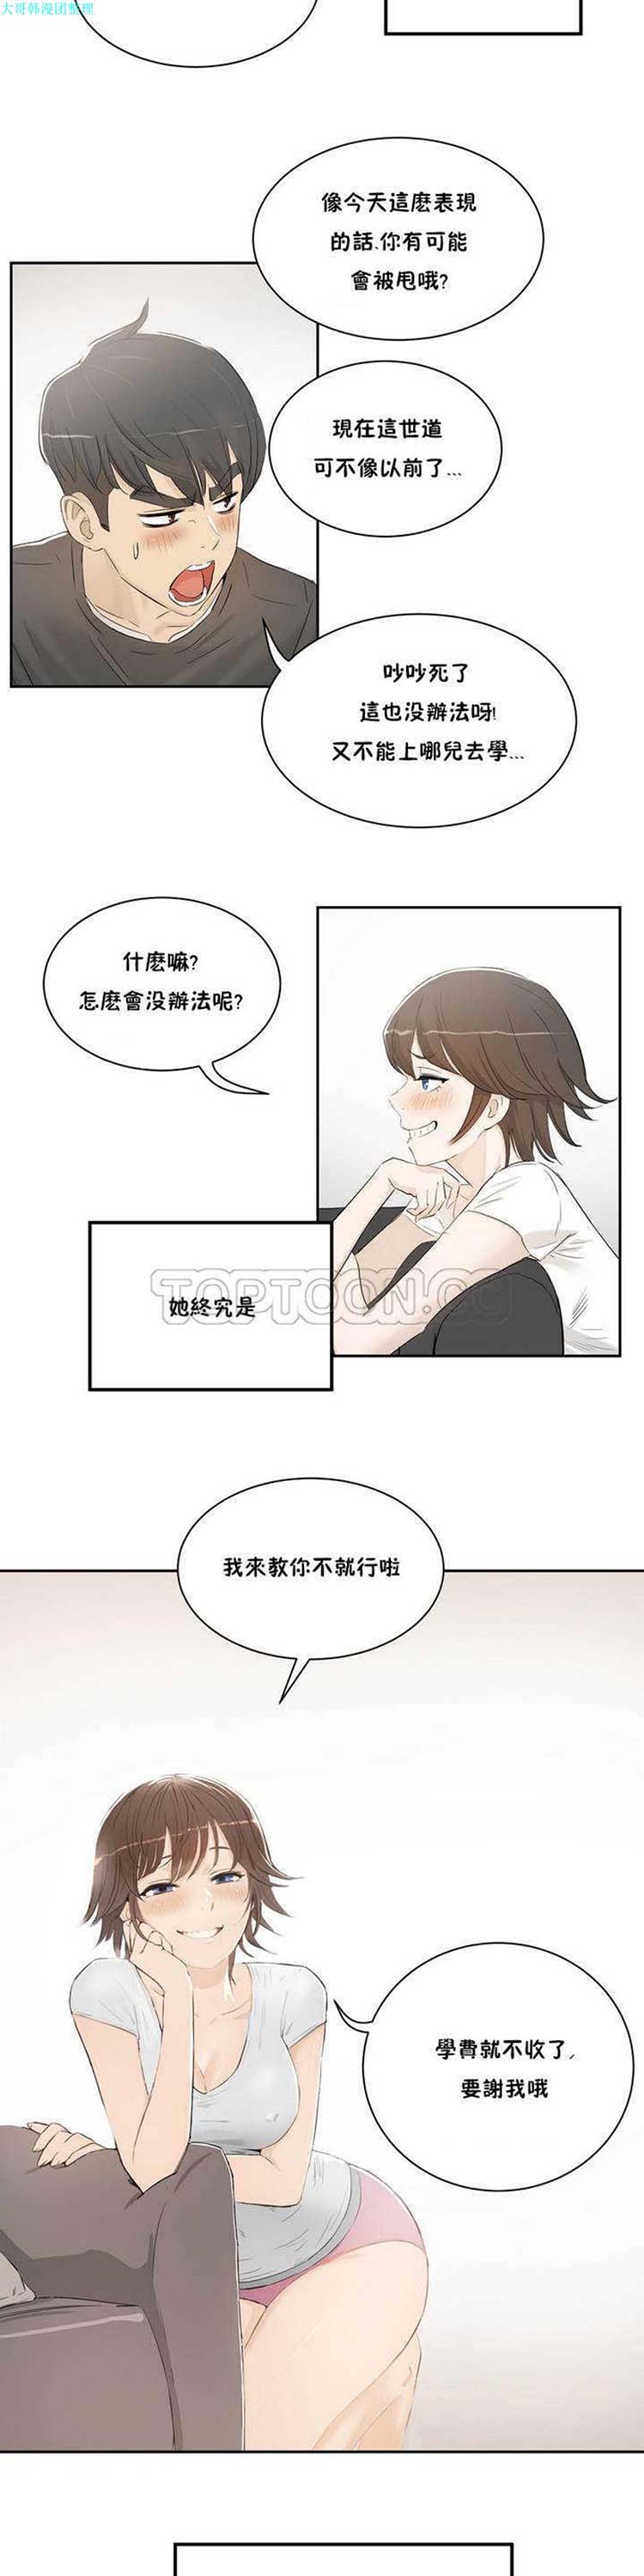 大哥韩漫团整理
像今天這麽表現
的話,你有可能
會被甩哦?
現在這世道
可不像以前了...
吵吵死了
這也没辦法呀!
又不能上哪兒去學...
什麽嘛?
怎麽會没辦法呢?
TOPTOON.CC
她終究是
我來教你不就行啦
學費就不收了,
要謝我哦